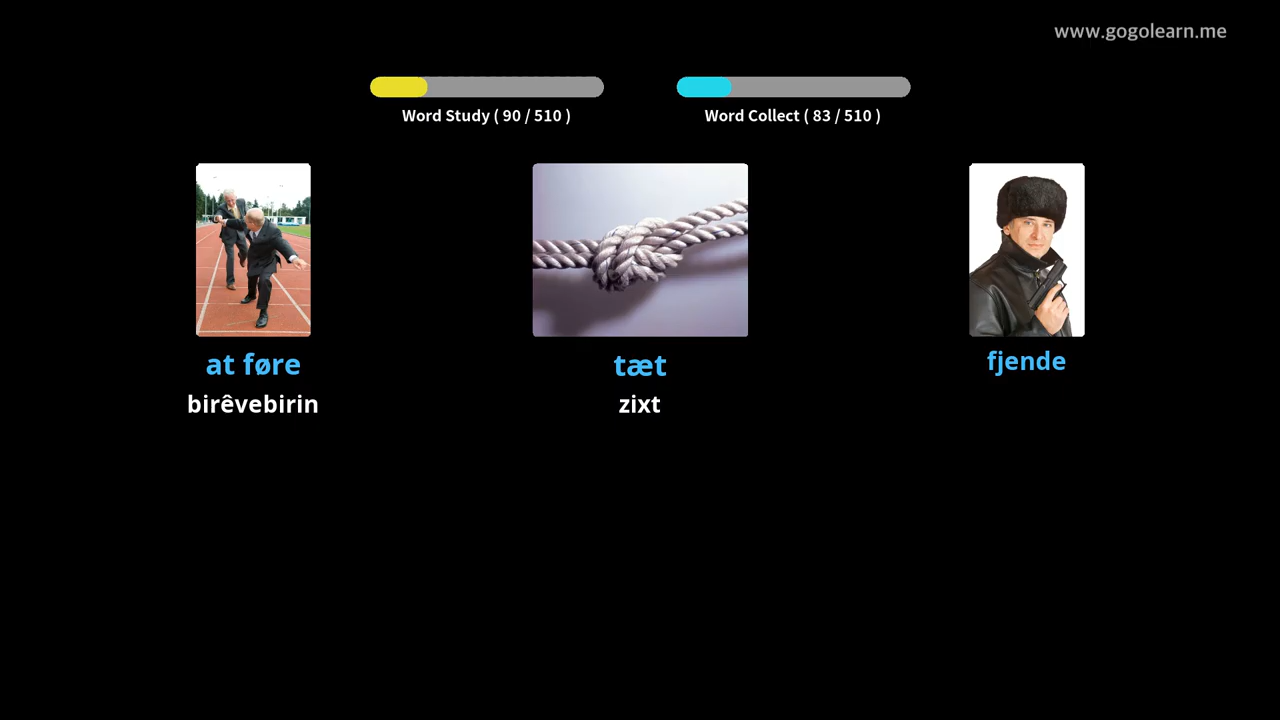 www.gogolearn.me
Word Study ( 90 / 510 )
Word Collect ( 83 / 510 )
at føre
birêvebirin
tæt
zixt
fjende